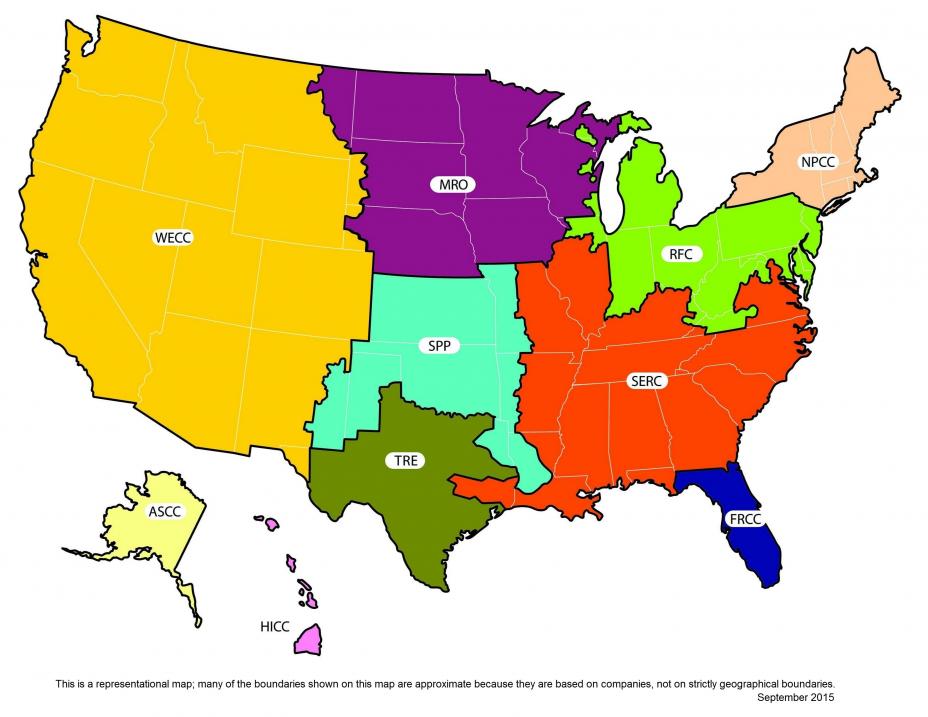 NPCC
MRO
WECC
RFC
SPP
SERC
TRE
ASCC
FRCC
HICC
This is a representational map; many of the boundaries shown on this map are approximate because they are based on companies, not on strictly geographical boundaries.
September 2015